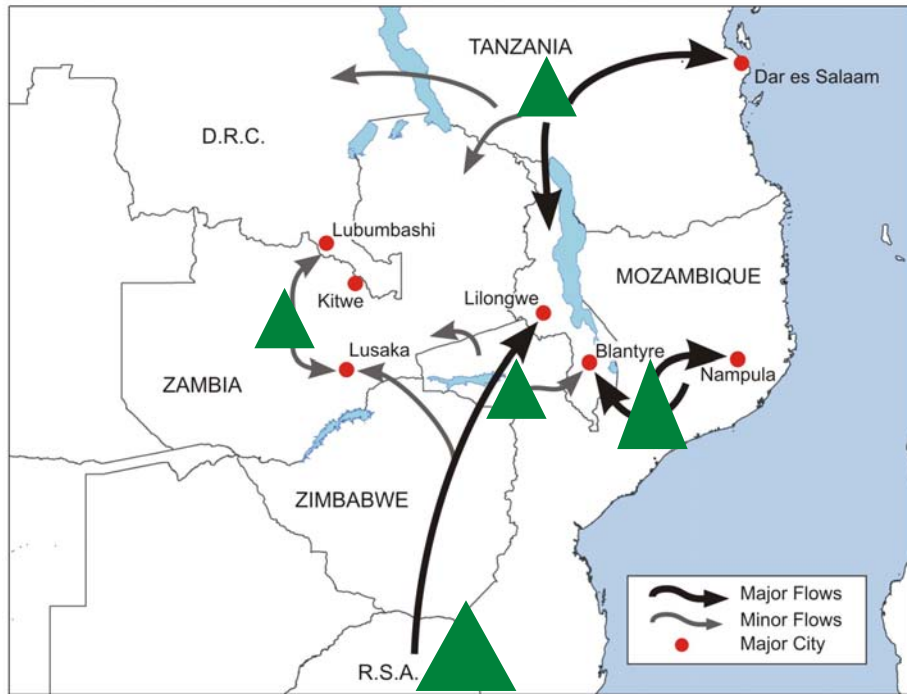 TANZANIA
Dar es Salaam
D.R.C.
Lubumbashi
MOZAMBIQUE
Kitwe
Lilongwe
Lusaka
Blantyre
Nampula
ZAMBIA
ZIMBABWE
Major Flows
Minor Flows
Major City
R.S.A.